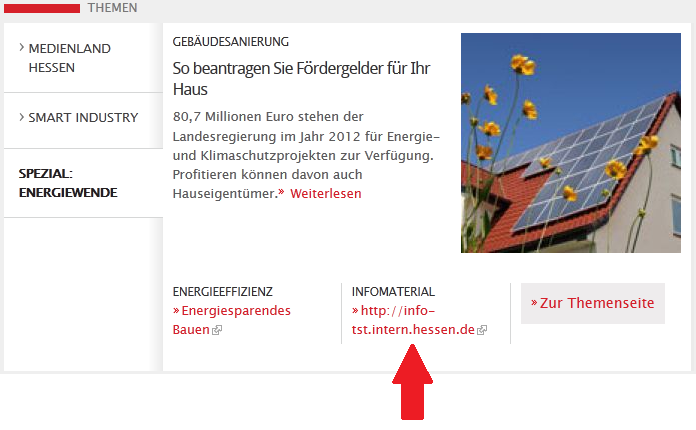 THEMEN
› MEDIENLAND
HESSEN
› SMART INDUSTRY
SPEZIAL:
ENERGIEWENDE
GEBÄUDESANIERUNG
So beantragen Sie Fördergelder für Ihr
Haus
80,7 Millionen Euro stehen der
Landesregierung im Jahr 2012 für Energie-
und Klimaschutzprojekten zur Verfügung.
Profitieren können davon auch
Hauseigentümer.» Weiterlesen
ENERGIEEFFIZIENZ
» Energiesparendes
Bauen
INFOMATERIAL
» http://info-
tst.intern.hessen.de
» Zur Themenseite